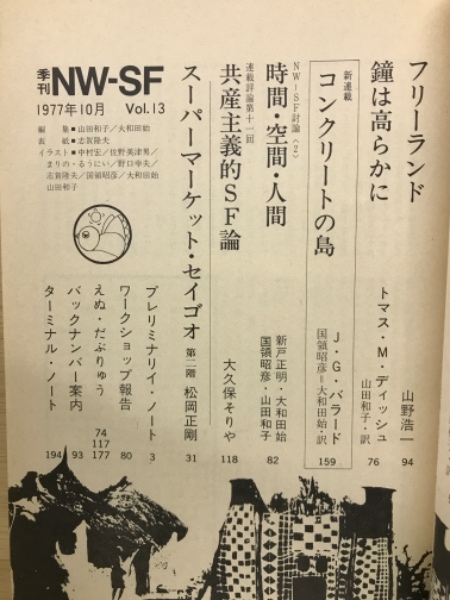 季刊 NW-SF
1977年10月 Vol.13
編集■山田和子／大和田始
表紙■志賀隆夫
イラスト■中村宏／佐野美津男／
まりの・るうにい／野口幸夫／
志賀隆夫／国領昭彦／大和田始
山田和子
フリーランド 山野浩一 94
鐘は高らかに トマス・M・ディッシュ 山田和子・訳 76
新連載
コンクリートの島 J・G・バラード 国領昭彦＝大和田始・訳 159
NW-SF討論〈2〉
時間・空間・人間 新戸正明・大和田始 国領昭彦・山田和子 82
連載評論第十一回
共産主義的SF論 大久保そりや 118
スーパーマーケット・セイゴオ 第二階 松岡正剛 31
プレリミナリイ・ノート 3
ワークショップ報告 80
えぬ・だぶりゅう 74 117 177
バックナンバー案内 93
ターミナル・ノート 194